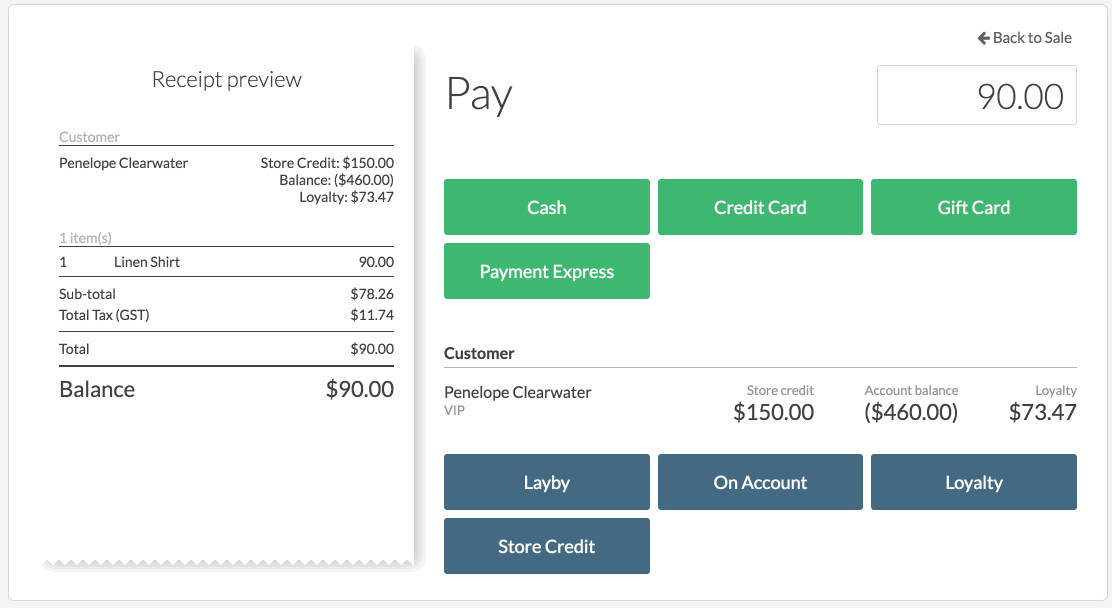 Back to Sale
Receipt preview
Customer
Penelope Clearwater Store Credit: $150.00
Balance: ($460.00)
Loyalty: $73.47
1 item(s)
1 Linen Shirt 90.00
Sub-total $78.26
Total Tax (GST) $11.74
Total $90.00
Balance $90.00
Pay 90.00
Cash Credit Card Gift Card
Payment Express
Customer
Penelope Clearwater Store credit Account balance Loyalty
VIP $150.00 ($460.00) $73.47
Layby On Account Loyalty
Store Credit